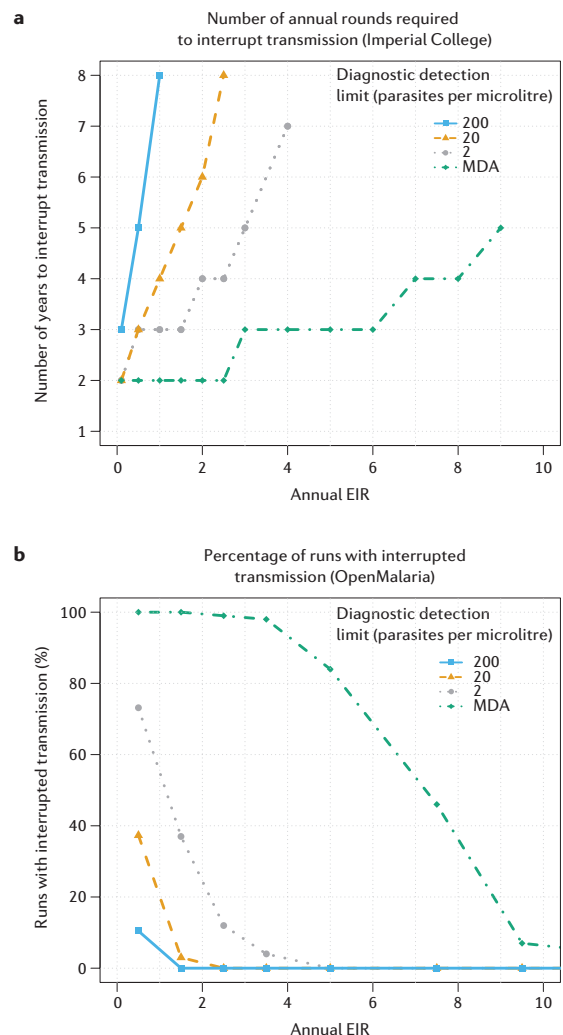 a
Number of annual rounds required
to interrupt transmission (Imperial College)
Number of years to interrupt transmission
8
7
6
5
4
3
2
1
Diagnostic detection
limit (parasites per microlitre)
200
20
2
MDA
0 2 4 6 8 10
Annual EIR
b
Percentage of runs with interrupted
transmission (OpenMalaria)
Runs with interrupted transmission (%)
100
80
60
40
20
0
Diagnostic detection
limit (parasites per microlitre)
200
20
2
MDA
0 2 4 6 8 10
Annual EIR